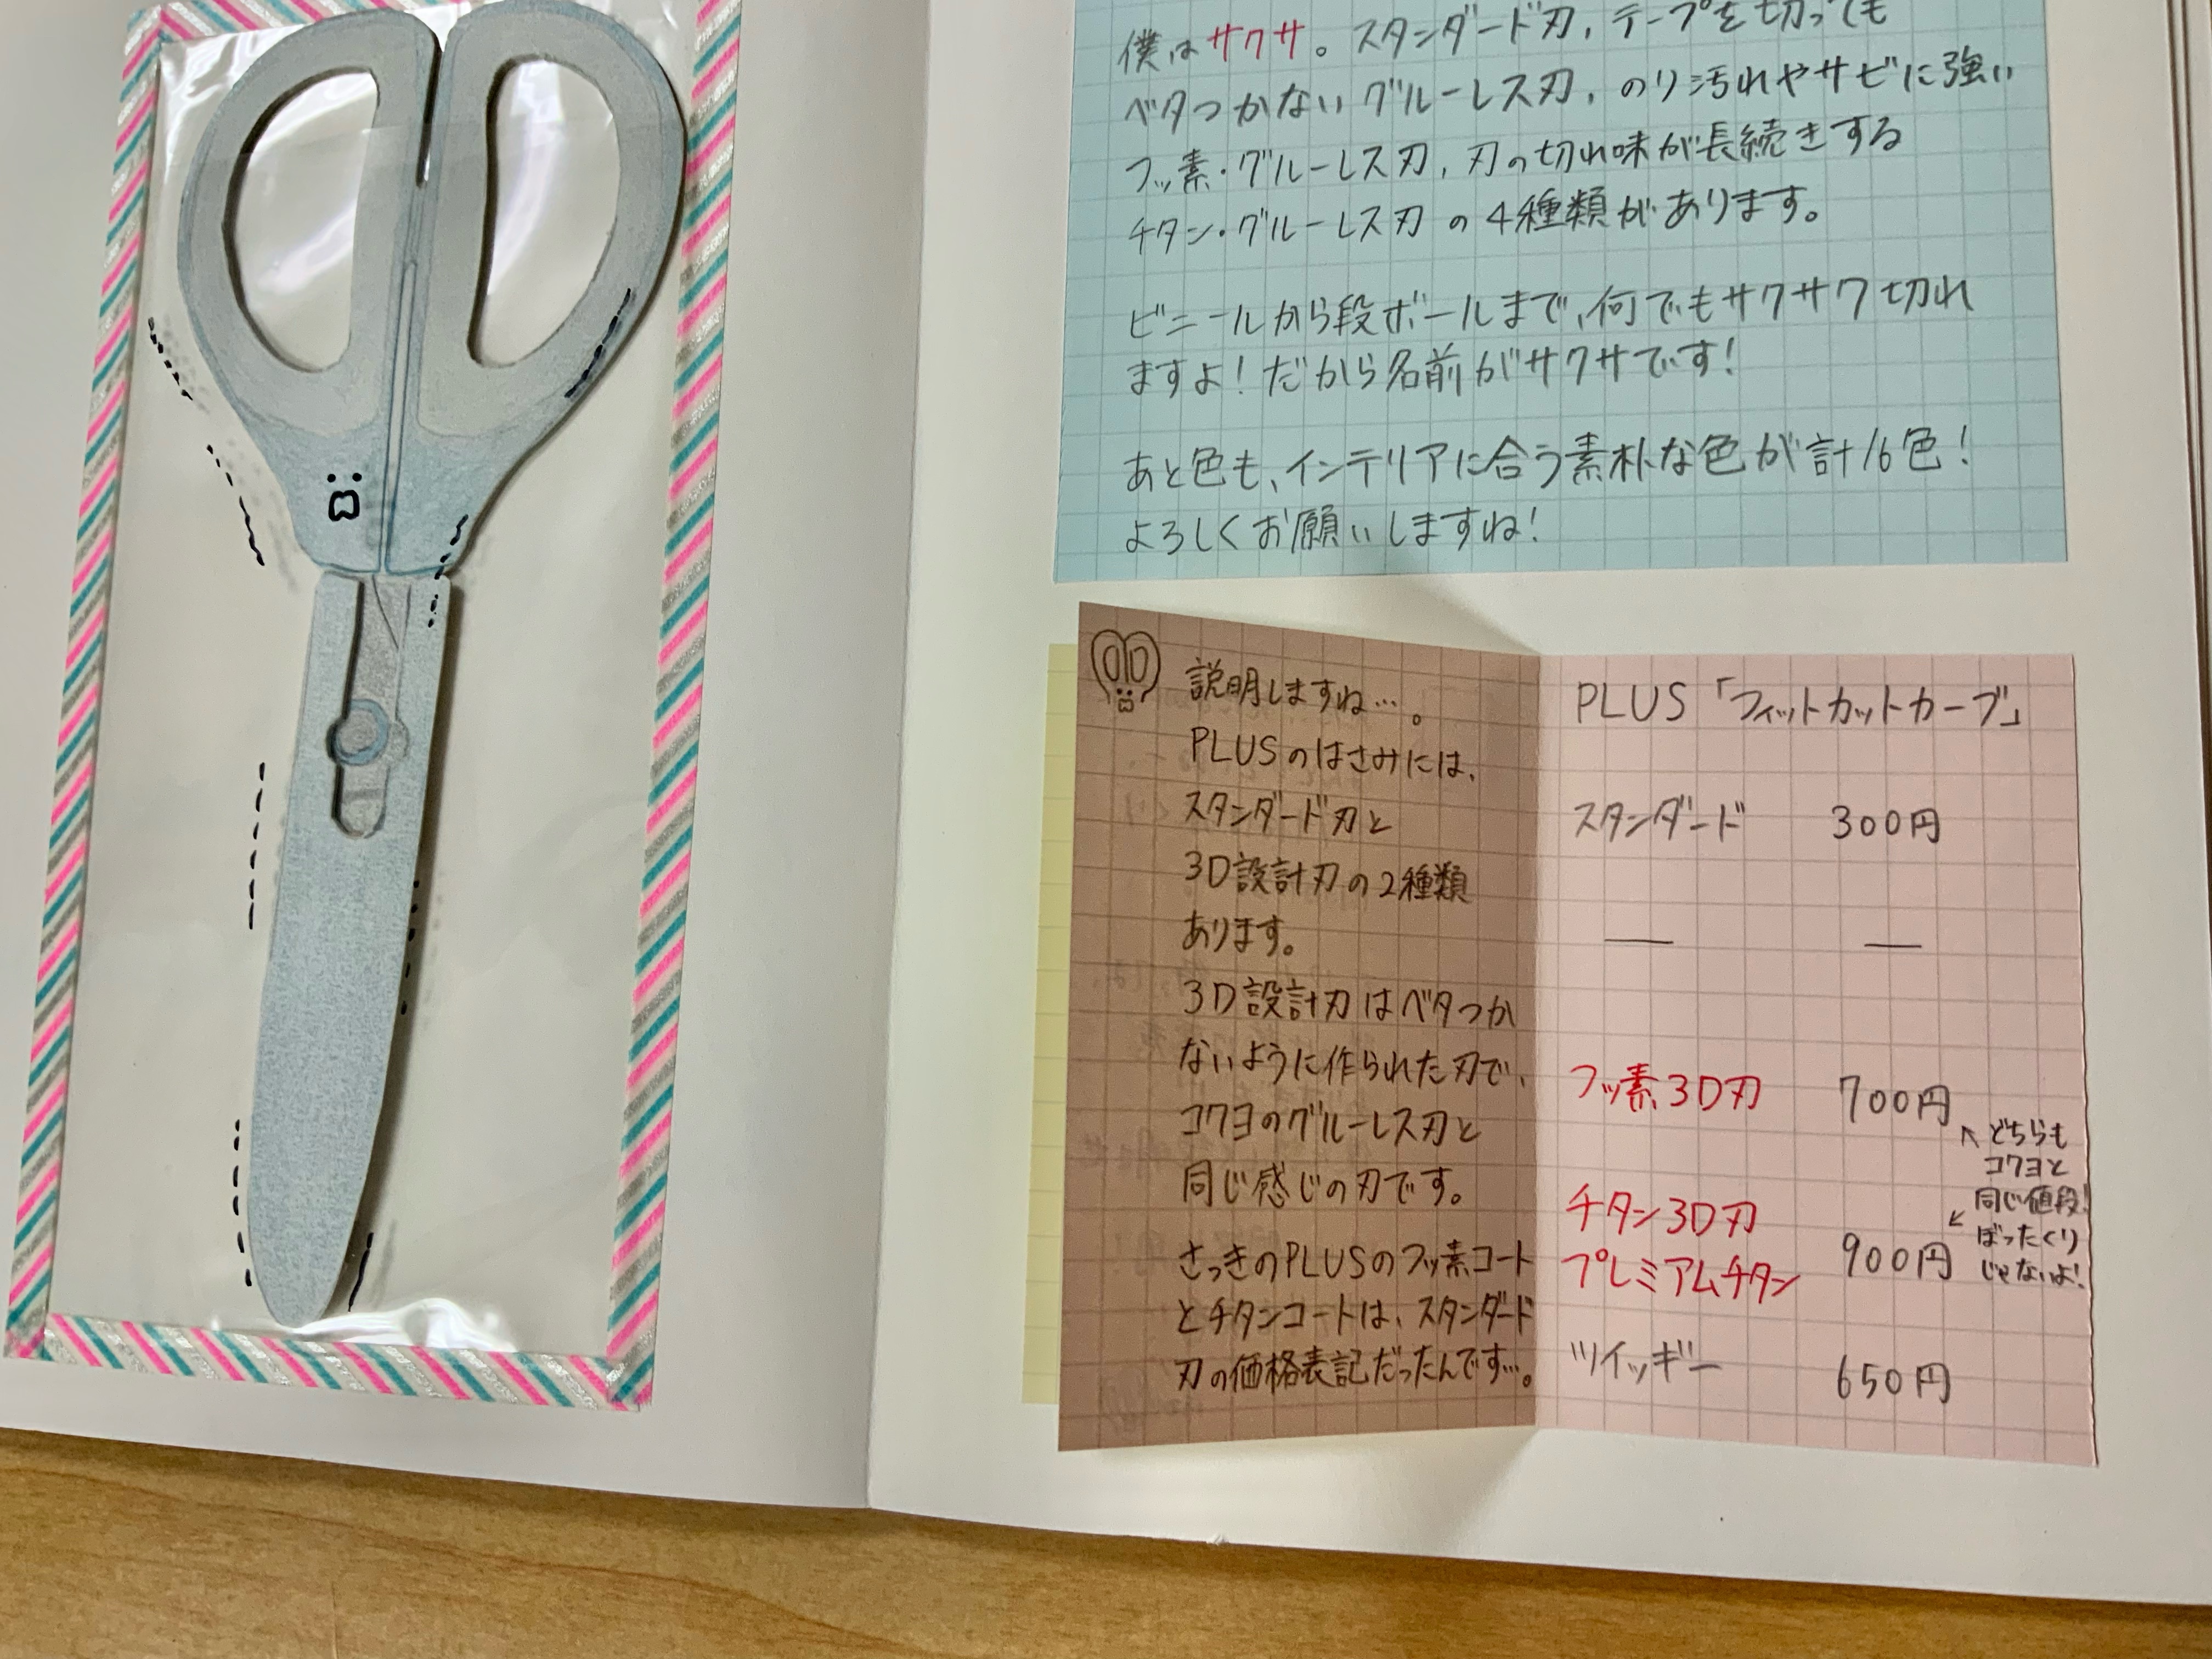 僕はサクサ。スタンダード刃，テープを切っても
ベタつかないグルーレス刃，のり汚れやサビに強い
フッ素・グルーレス刃，刃の切れ味が長続きする
チタン・グルーレス刃の4種類があります。
ビニールから段ボールまで、何でもサクサク切れ
ますよ！だから名前がサクサです！
あと色も、インテリアに合う素朴な色が計16色！
よろしくお願いしますね！
説明しますね…。
PLUSのはさみには、
スタンダード刃と
3D設計刃の2種類
あります。
3D設計刃はベタつか
ないように作られた刃で、
コクヨのグルーレス刃と
同じ感じの刃です。
さっきのPLUSのフッ素コート
とチタンコートは、スタンダード
刃の価格表記だったんです…。
PLUS「フィットカットカーブ」
スタンダード 300円
― ―
フッ素3D刃 700円
チタン3D刃
プレミアムチタン 900円
ツイッギー 650円
どちらも
コクヨと
同じ値段！
ぼったくり
じゃないよ！